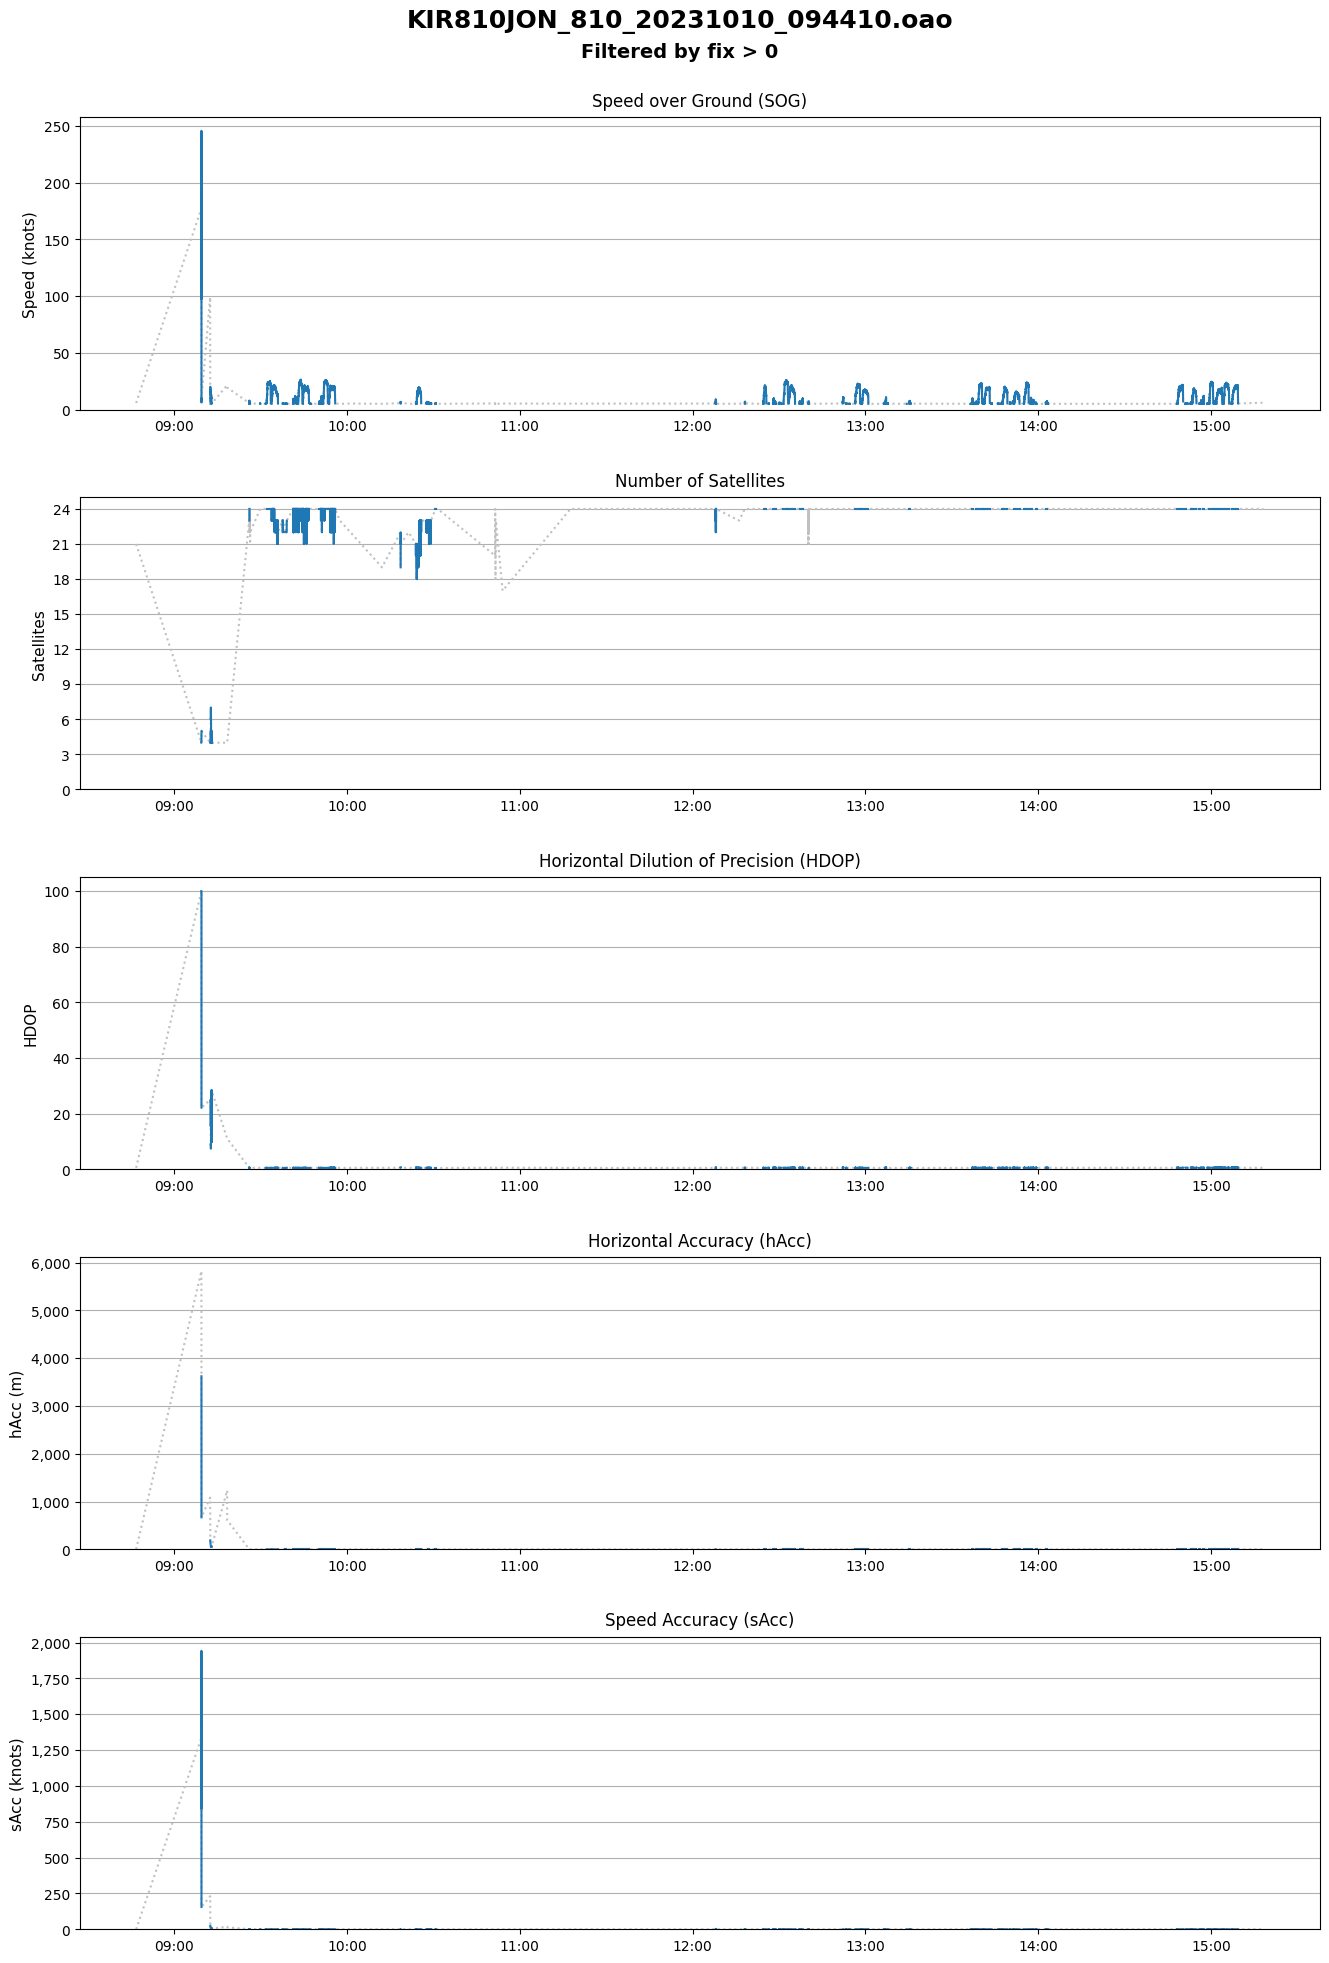 KIR810JON_810_20231010_094410.oao
Filtered by fix > 0
Speed over Ground (SOG)
250
200
150
100
50
0
Speed (knots)
09:00 10:00 11:00 12:00 13:00 14:00 15:00
Number of Satellites
24
21
18
15
12
9
6
3
0
Satellites
09:00 10:00 11:00 12:00 13:00 14:00 15:00
Horizontal Dilution of Precision (HDOP)
100
80
60
40
20
0
HDOP
09:00 10:00 11:00 12:00 13:00 14:00 15:00
Horizontal Accuracy (hAcc)
6,000
5,000
4,000
3,000
2,000
1,000
0
hAcc (m)
09:00 10:00 11:00 12:00 13:00 14:00 15:00
Speed Accuracy (sAcc)
2,000
1,750
1,500
1,250
1,000
750
500
250
0
sAcc (knots)
09:00 10:00 11:00 12:00 13:00 14:00 15:00